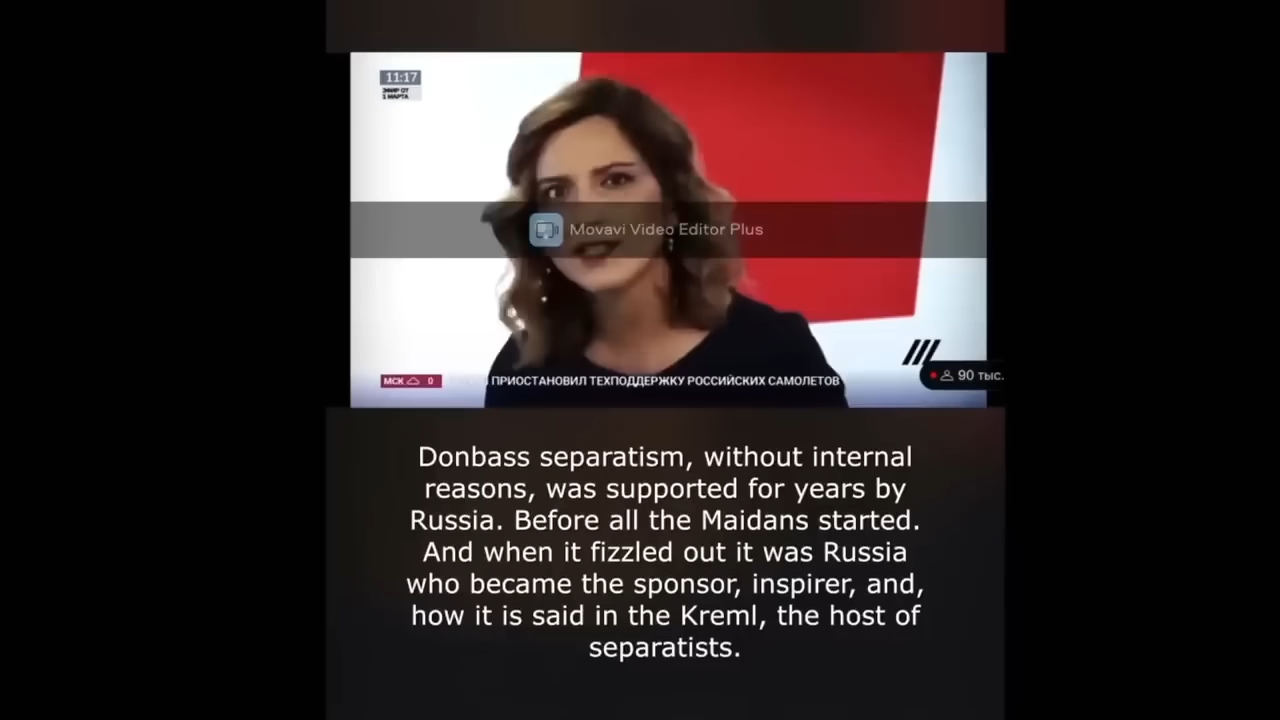 11:17
ЭФИР ОТ
1 МАРТА
Movavi Video Editor Plus
МСК 0
ПРИОСТАНОВИЛ ТЕХПОДДЕРЖКУ РОССИЙСКИХ САМОЛЕТОВ
90 тыс.
Donbass separatism, without internal
reasons, was supported for years by
Russia. Before all the Maidans started.
And when it fizzled out it was Russia
who became the sponsor, inspirer, and,
how it is said in the Kreml, the host of
separatists.